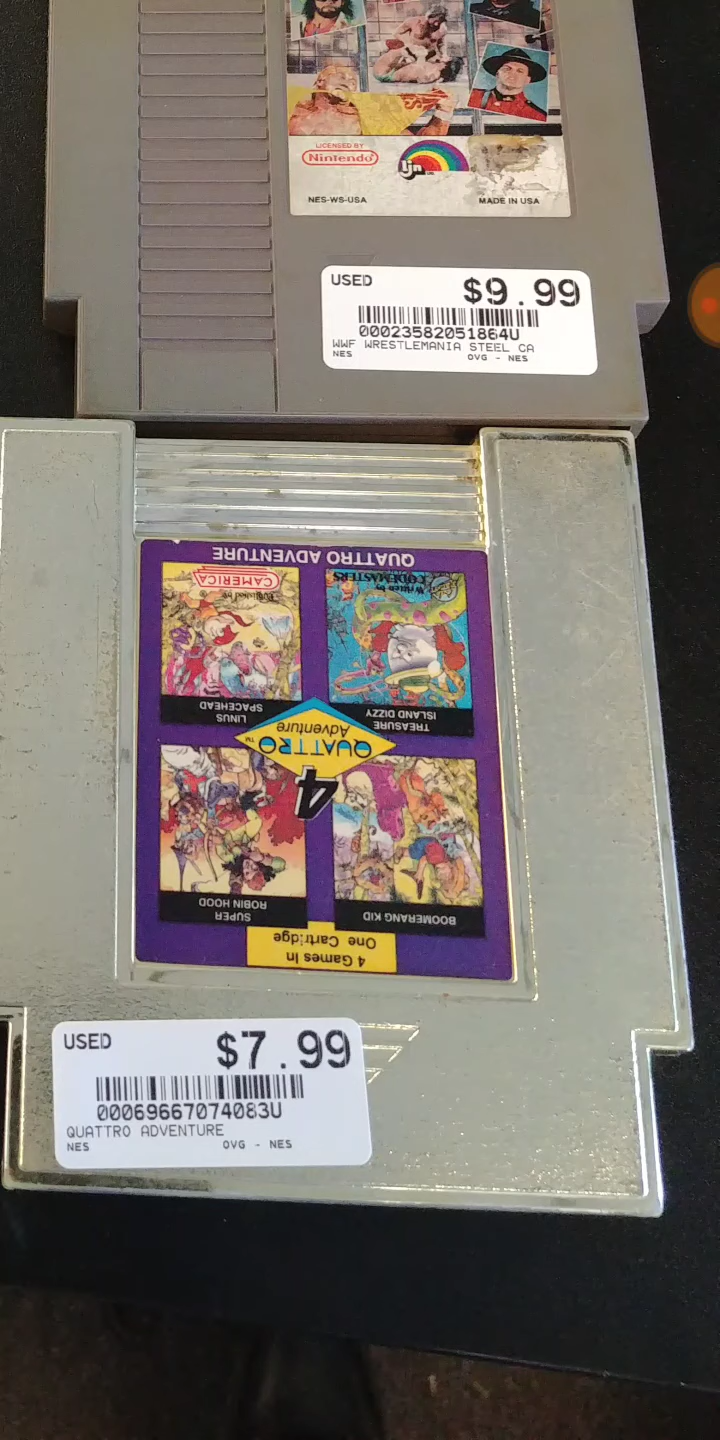 LICENSED BY
Nintendo
ljn
NES-WS-USA
MADE IN USA
USED
$9.99
00023582051864U
WWF WRESTLEMANIA STEEL CA
NES
OVG - NES
QUATTRO ADVENTURE
Written by
CODEMASTERS
Published by
CAMERICA
TREASURE
ISLAND DIZZY
LINUS
SPACEHEAD
4
QUATTRO™
Adventure
BOOMERANG KID
SUPER
ROBIN HOOD
4 Games In
One Cartridge
USED
$7.99
00069667074083U
QUATTRO ADVENTURE
NES
OVG - NES